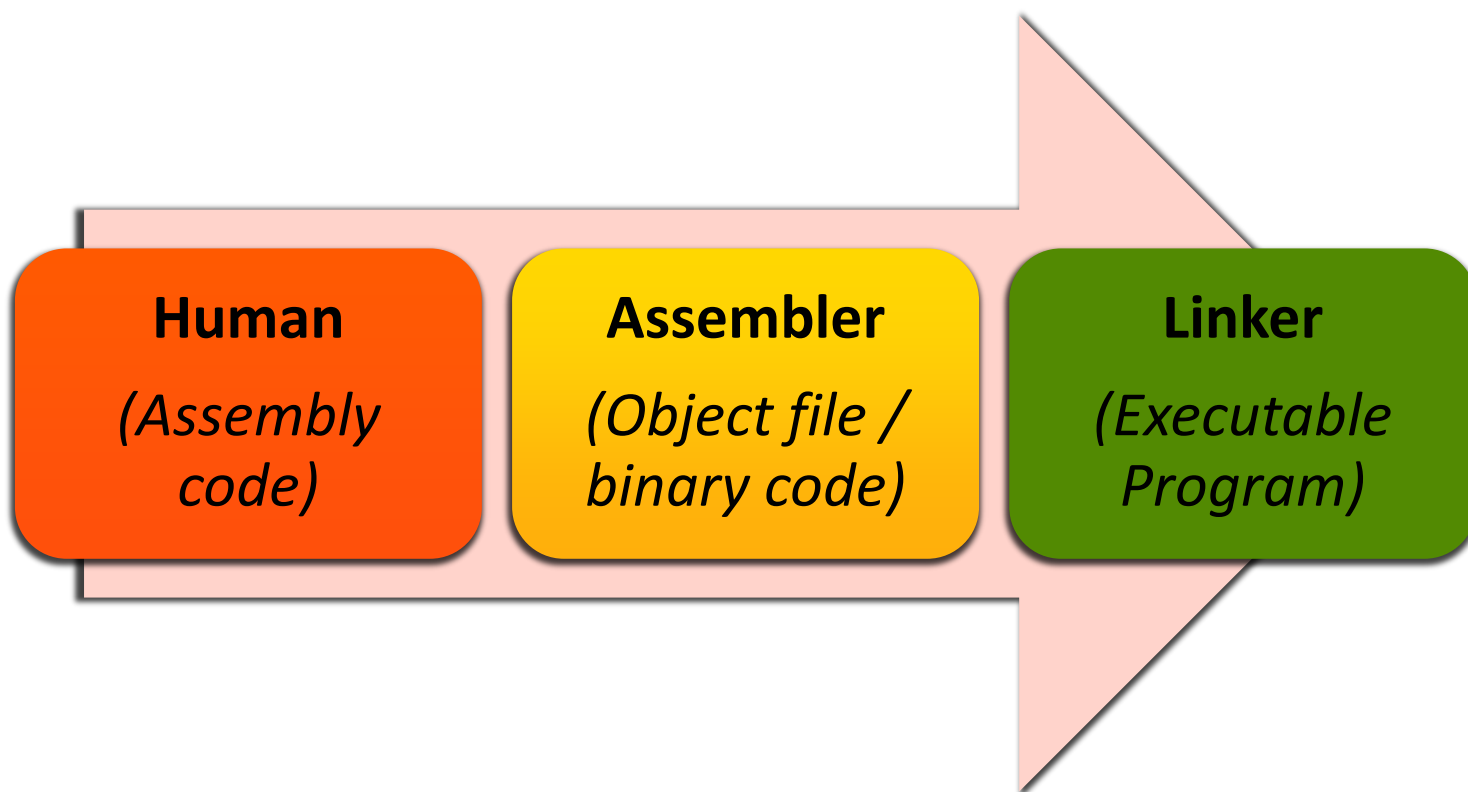 Human
(Assembly
code)
Assembler
(Object file /
binary code)
Linker
(Executable
Program)